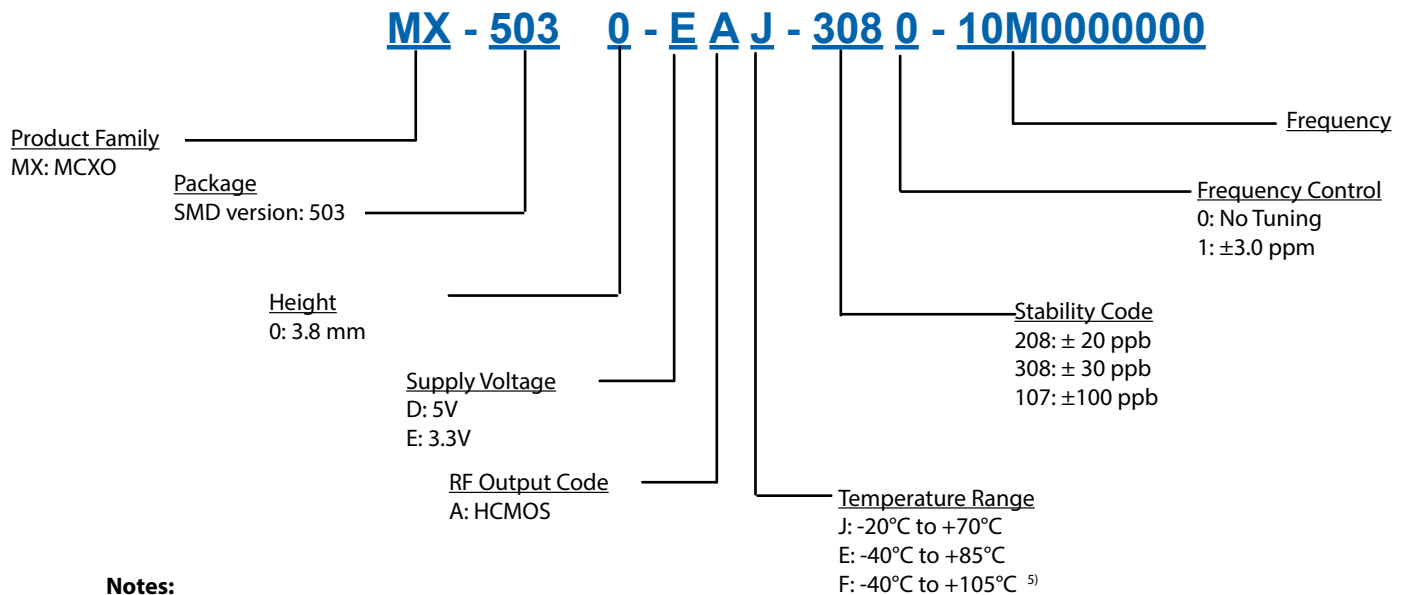 MX - 503 0 - E A J - 308 0 - 10M0000000
Product Family
MX: MCXO
Package
SMD version: 503
Height
0: 3.8 mm
Supply Voltage
D: 5V
E: 3.3V
RF Output Code
A: HCMOS
Temperature Range
J: -20°C to +70°C
E: -40°C to +85°C
F: -40°C to +105°C 5)
Stability Code
208: ± 20 ppb
308: ± 30 ppb
107: ±100 ppb
Frequency Control
0: No Tuning
1: ±3.0 ppm
Frequency
Notes: